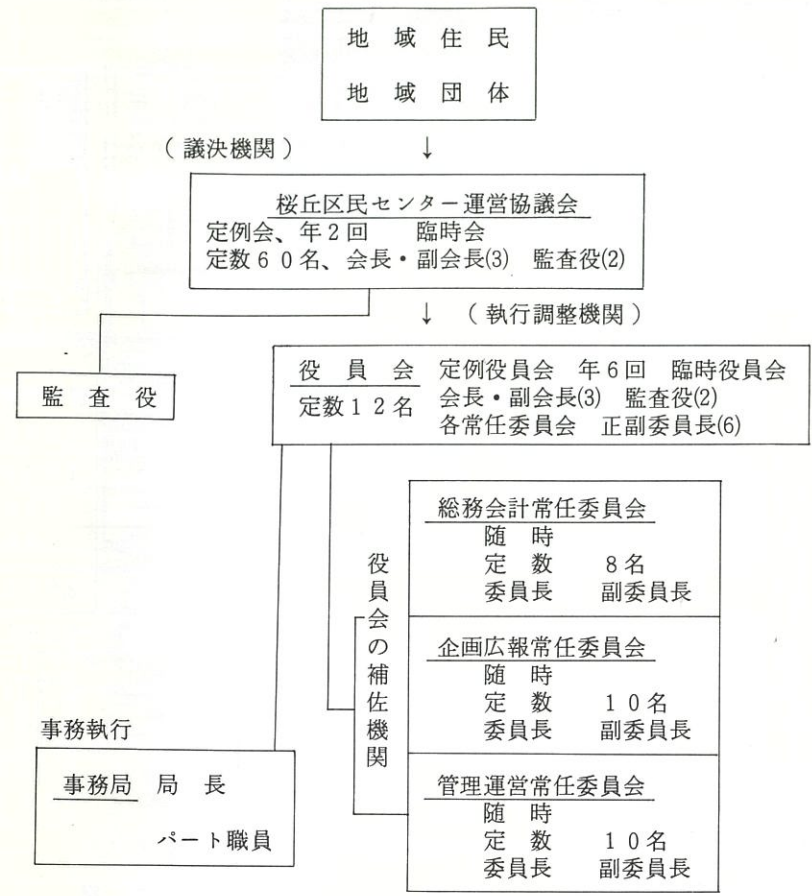 地域住民
地域団体
（議決機関）
↓
桜丘区民センター運営協議会
定例会、年2回　臨時会
定数60名、会長・副会長(3)　監査役(2)
↓（執行調整機関）
監査役
役員会　定例役員会　年6回　臨時役員会
定数12名　会長・副会長(3)　監査役(2)
各常任委員会　正副委員長(6)
役員会の補佐機関
総務会計常任委員会
随時
定数　8名
委員長　副委員長
企画広報常任委員会
随時
定数　10名
委員長　副委員長
管理運営常任委員会
随時
定数　10名
委員長　副委員長
事務執行
事務局　局長
パート職員